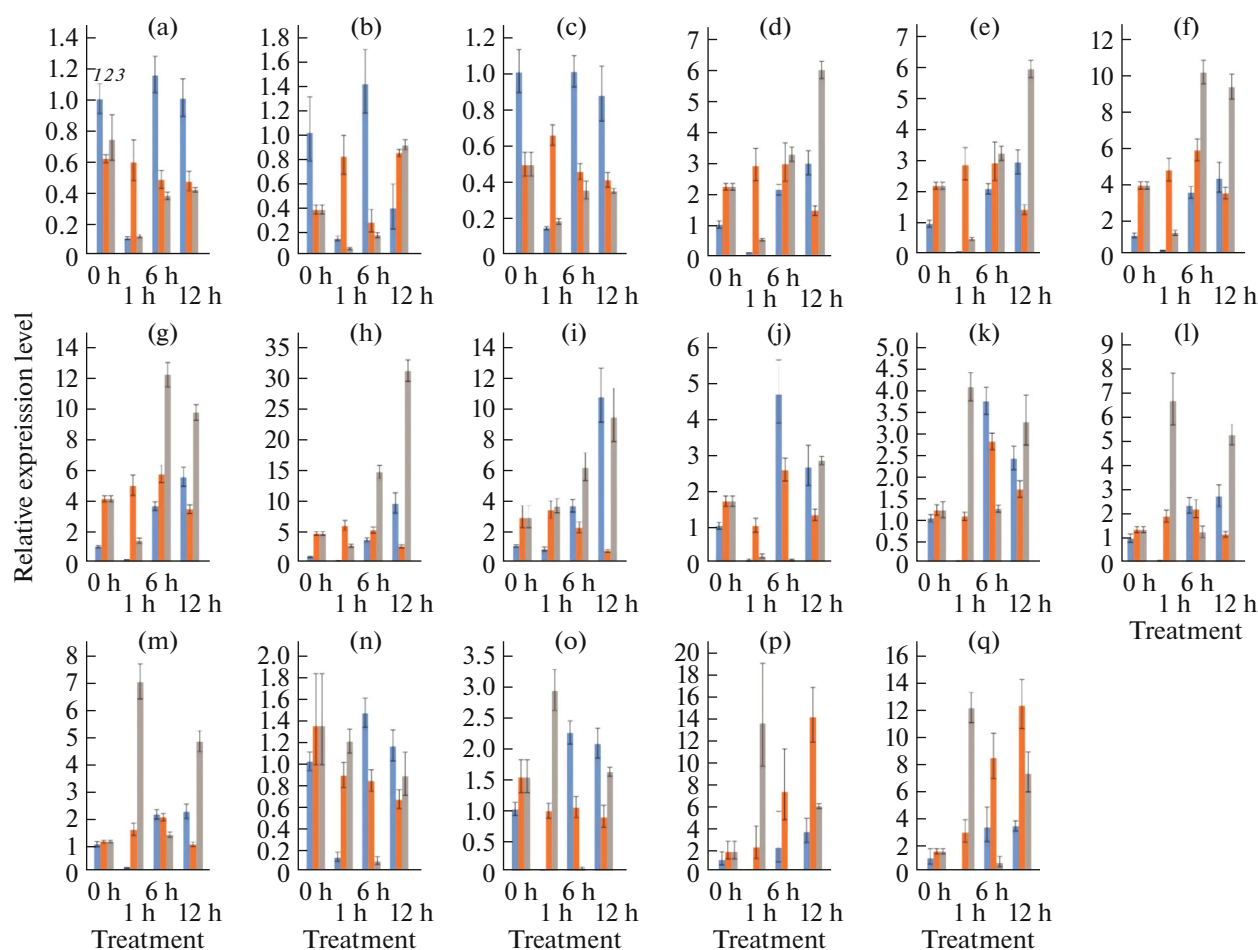 (a) (b) (c) (d) (e) (f)
1.4 1.8 1.2 7 7 12
1.2 1.6 1.0 6 6 10
1.0 1.4 0.8 5 5 8
0.8 1.2 0.6 4 4 6
0.6 1.0 0.4 3 3 4
0.4 0.8 0.2 2 2 2
0.2 0.6 0 1 1 0
0 0.4 0 0
0.2
0
123
0 h 6 h 0 h 6 h 0 h 6 h 0 h 6 h 0 h 6 h 0 h 6 h
1 h 12 h 1 h 12 h 1 h 12 h 1 h 12 h 1 h 12 h 1 h 12 h
Relative expreission level
(g) (h) (i) (j) (k) (l)
14 35 14 6 5.0 9
12 30 12 5 4.5 8
10 25 10 4 4.0 7
8 20 8 3 3.5 6
6 15 6 2 3.0 5
4 10 4 1 2.5 4
2 5 2 0 2.0 3
0 0 0 1.5 2
1.0 1
0.5 0
0
0 h 6 h 0 h 6 h 0 h 6 h 0 h 6 h 0 h 6 h 0 h 6 h
1 h 12 h 1 h 12 h 1 h 12 h 1 h 12 h 1 h 12 h 1 h 12 h
Treatment
(m) (n) (o) (p) (q)
8 2.0 3.5 20 16
7 1.8 3.0 18 14
6 1.6 2.5 16 12
5 1.4 2.0 14 10
4 1.2 1.5 12 8
3 1.0 1.0 10 6
2 0.8 0.5 8 4
1 0.6 0 6 2
0 0.4 4 0
0.2 2
0 0
0 h 6 h 0 h 6 h 0 h 6 h 0 h 6 h 0 h 6 h
1 h 12 h 1 h 12 h 1 h 12 h 1 h 12 h 1 h 12 h
Treatment Treatment Treatment Treatment Treatment